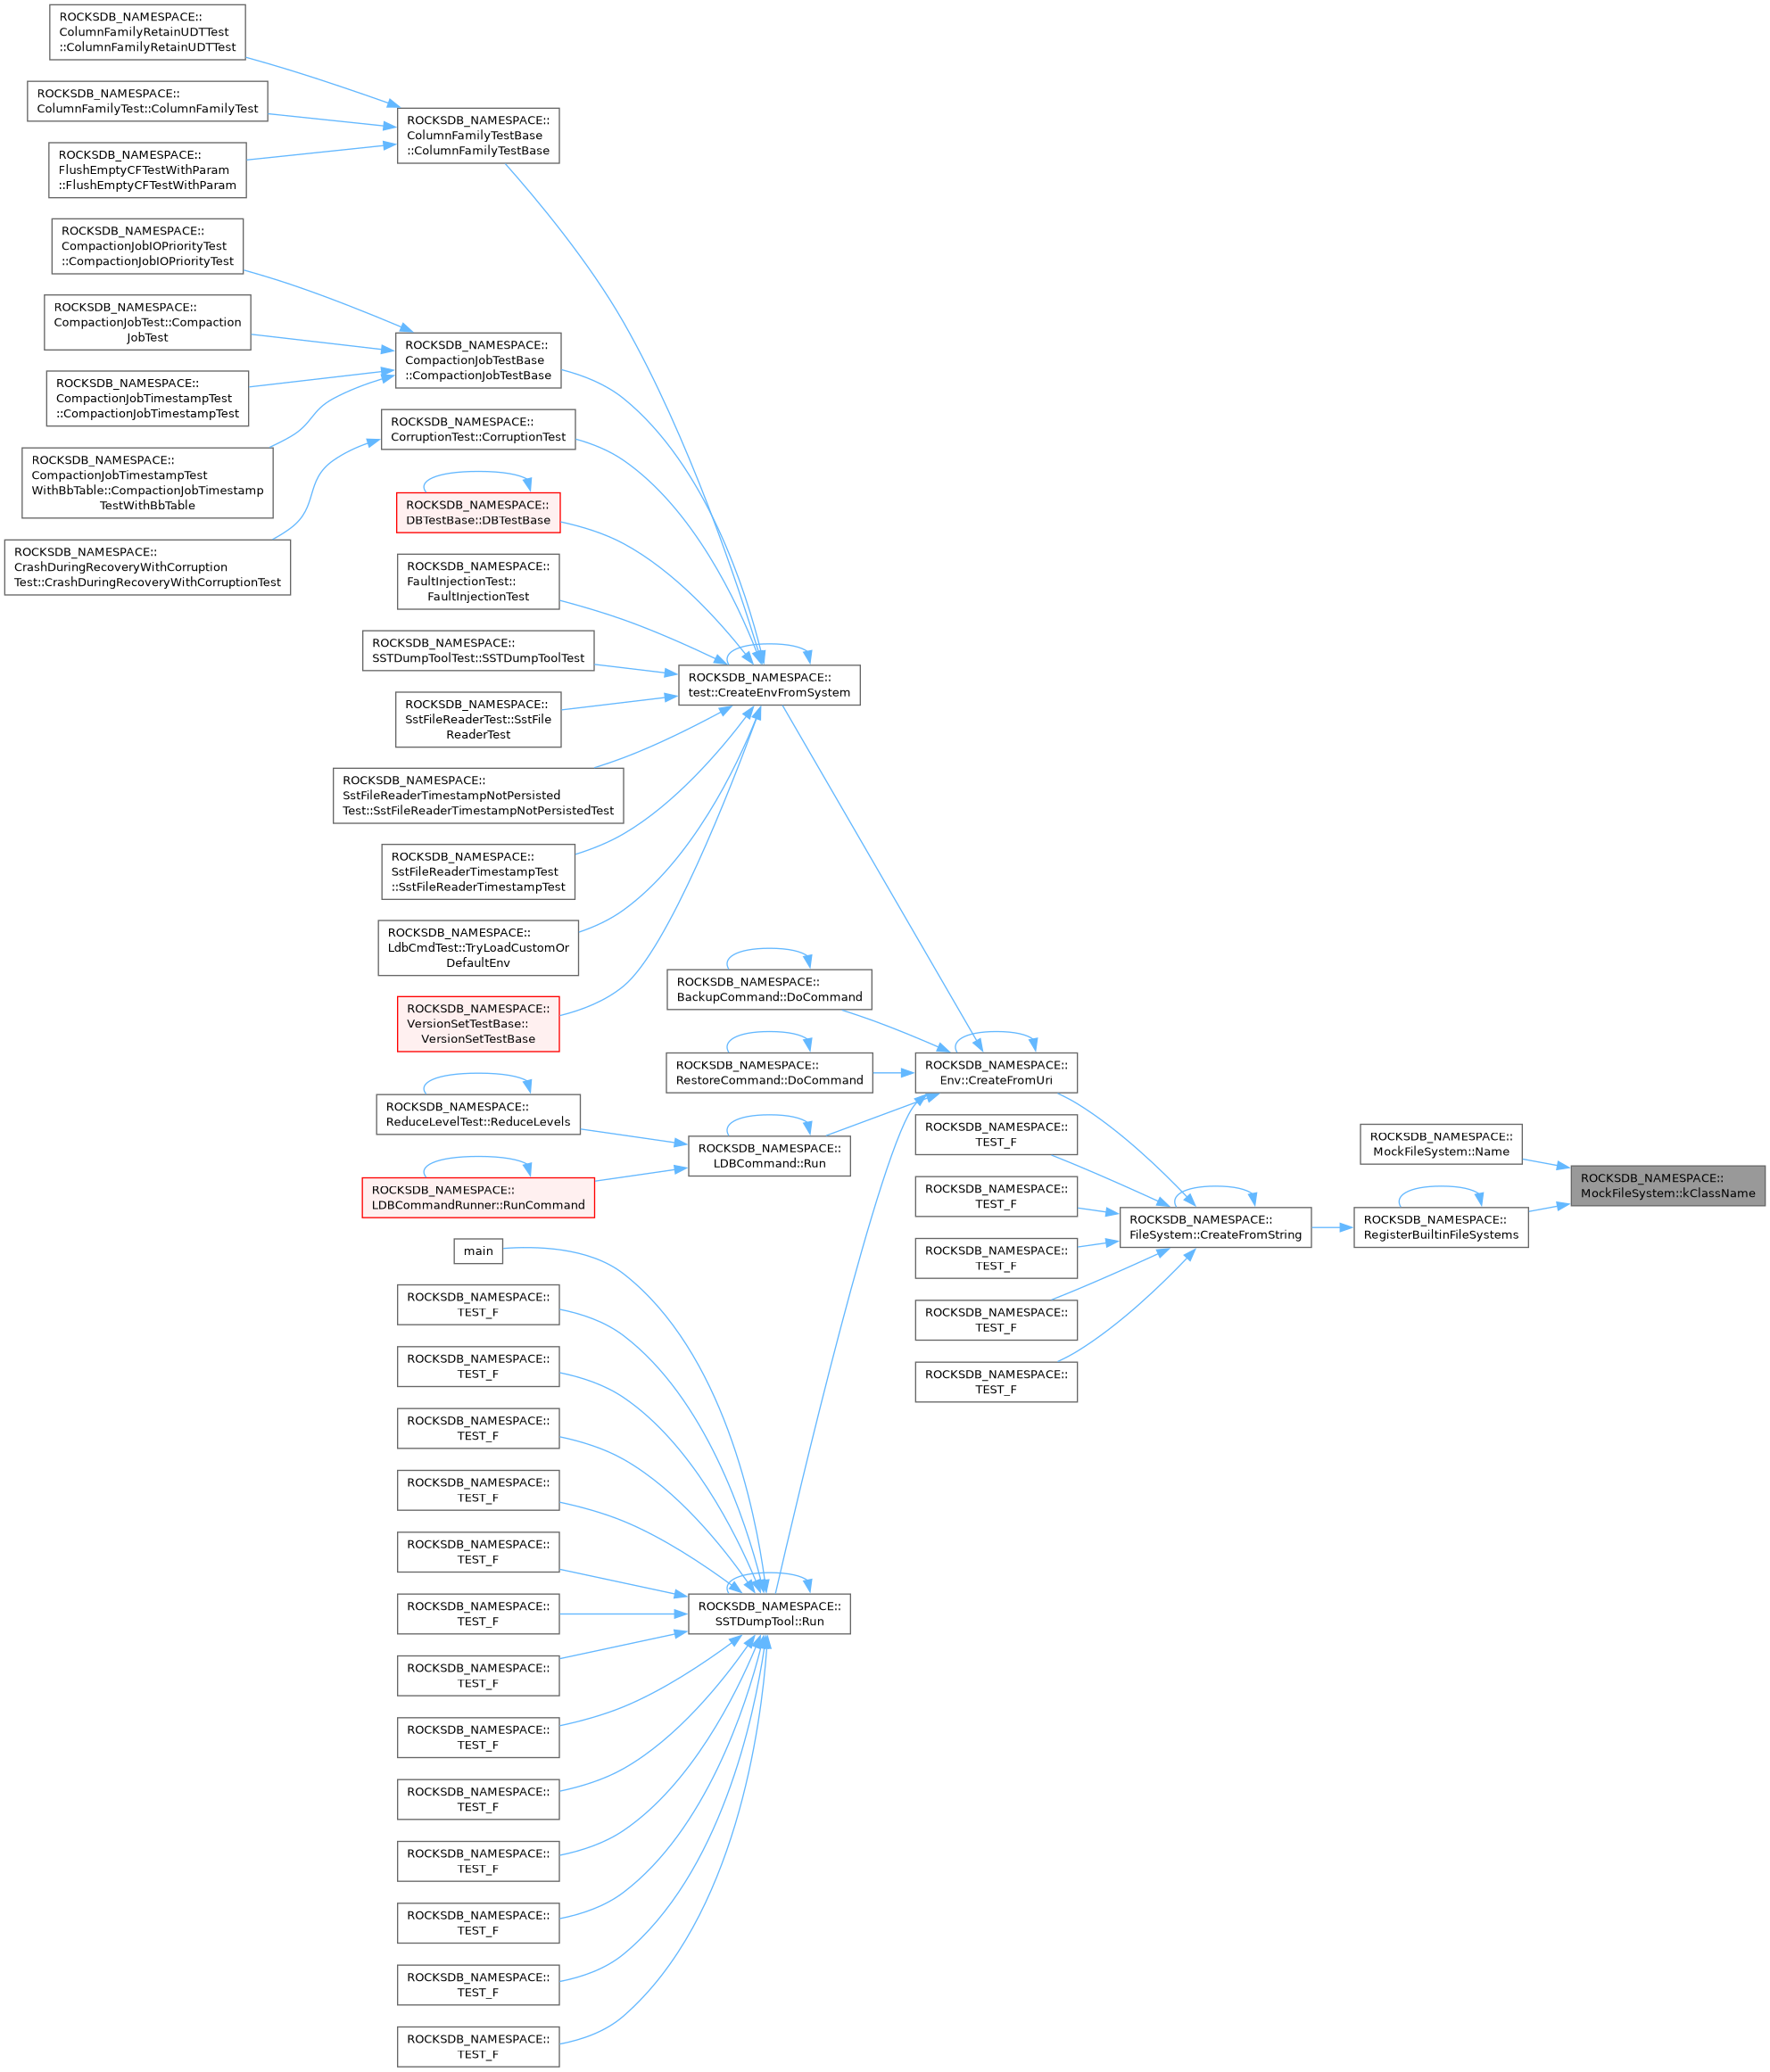 ROCKSDB_NAMESPACE::
ColumnFamilyRetainUDTTest
::ColumnFamilyRetainUDTTest
ROCKSDB_NAMESPACE::
ColumnFamilyTest::ColumnFamilyTest
ROCKSDB_NAMESPACE::
FlushEmptyCFTestWithParam
::FlushEmptyCFTestWithParam
ROCKSDB_NAMESPACE::
CompactionJobIOPriorityTest
::CompactionJobIOPriorityTest
ROCKSDB_NAMESPACE::
CompactionJobTest::Compaction
JobTest
ROCKSDB_NAMESPACE::
CompactionJobTimestampTest
::CompactionJobTimestampTest
ROCKSDB_NAMESPACE::
CompactionJobTimestampTest
WithBbTable::CompactionJobTimestamp
TestWithBbTable
ROCKSDB_NAMESPACE::
CrashDuringRecoveryWithCorruption
Test::CrashDuringRecoveryWithCorruptionTest
ROCKSDB_NAMESPACE::
ColumnFamilyTestBase
::ColumnFamilyTestBase
ROCKSDB_NAMESPACE::
CompactionJobTestBase
::CompactionJobTestBase
ROCKSDB_NAMESPACE::
CorruptionTest::CorruptionTest
ROCKSDB_NAMESPACE::
DBTestBase::DBTestBase
ROCKSDB_NAMESPACE::
FaultInjectionTest::
FaultInjectionTest
ROCKSDB_NAMESPACE::
SSTDumpToolTest::SSTDumpToolTest
ROCKSDB_NAMESPACE::
SstFileReaderTest::SstFile
ReaderTest
ROCKSDB_NAMESPACE::
SstFileReaderTimestampNotPersisted
Test::SstFileReaderTimestampNotPersistedTest
ROCKSDB_NAMESPACE::
SstFileReaderTimestampTest
::SstFileReaderTimestampTest
ROCKSDB_NAMESPACE::
LdbCmdTest::TryLoadCustomOr
DefaultEnv
ROCKSDB_NAMESPACE::
VersionSetTestBase::
VersionSetTestBase
ROCKSDB_NAMESPACE::
ReduceLevelTest::ReduceLevels
ROCKSDB_NAMESPACE::
LDBCommandRunner::RunCommand
main
ROCKSDB_NAMESPACE::
TEST_F
ROCKSDB_NAMESPACE::
TEST_F
ROCKSDB_NAMESPACE::
TEST_F
ROCKSDB_NAMESPACE::
TEST_F
ROCKSDB_NAMESPACE::
TEST_F
ROCKSDB_NAMESPACE::
TEST_F
ROCKSDB_NAMESPACE::
TEST_F
ROCKSDB_NAMESPACE::
TEST_F
ROCKSDB_NAMESPACE::
TEST_F
ROCKSDB_NAMESPACE::
TEST_F
ROCKSDB_NAMESPACE::
TEST_F
ROCKSDB_NAMESPACE::
TEST_F
ROCKSDB_NAMESPACE::
TEST_F
ROCKSDB_NAMESPACE::
test::CreateEnvFromSystem
ROCKSDB_NAMESPACE::
BackupCommand::DoCommand
ROCKSDB_NAMESPACE::
RestoreCommand::DoCommand
ROCKSDB_NAMESPACE::
LDBCommand::Run
ROCKSDB_NAMESPACE::
SSTDumpTool::Run
ROCKSDB_NAMESPACE::
Env::CreateFromUri
ROCKSDB_NAMESPACE::
TEST_F
ROCKSDB_NAMESPACE::
TEST_F
ROCKSDB_NAMESPACE::
TEST_F
ROCKSDB_NAMESPACE::
TEST_F
ROCKSDB_NAMESPACE::
TEST_F
ROCKSDB_NAMESPACE::
FileSystem::CreateFromString
ROCKSDB_NAMESPACE::
MockFileSystem::Name
ROCKSDB_NAMESPACE::
RegisterBuiltinFileSystems
ROCKSDB_NAMESPACE::
MockFileSystem::kClassName